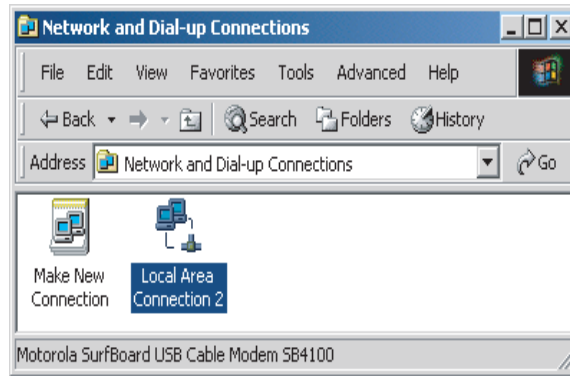 Network and Dial-up Connections
File Edit View Favorites Tools Advanced Help
Back Search Folders History
Address Network and Dial-up Connections Go
Make New Connection
Local Area Connection 2
Motorola SurfBoard USB Cable Modem SB4100